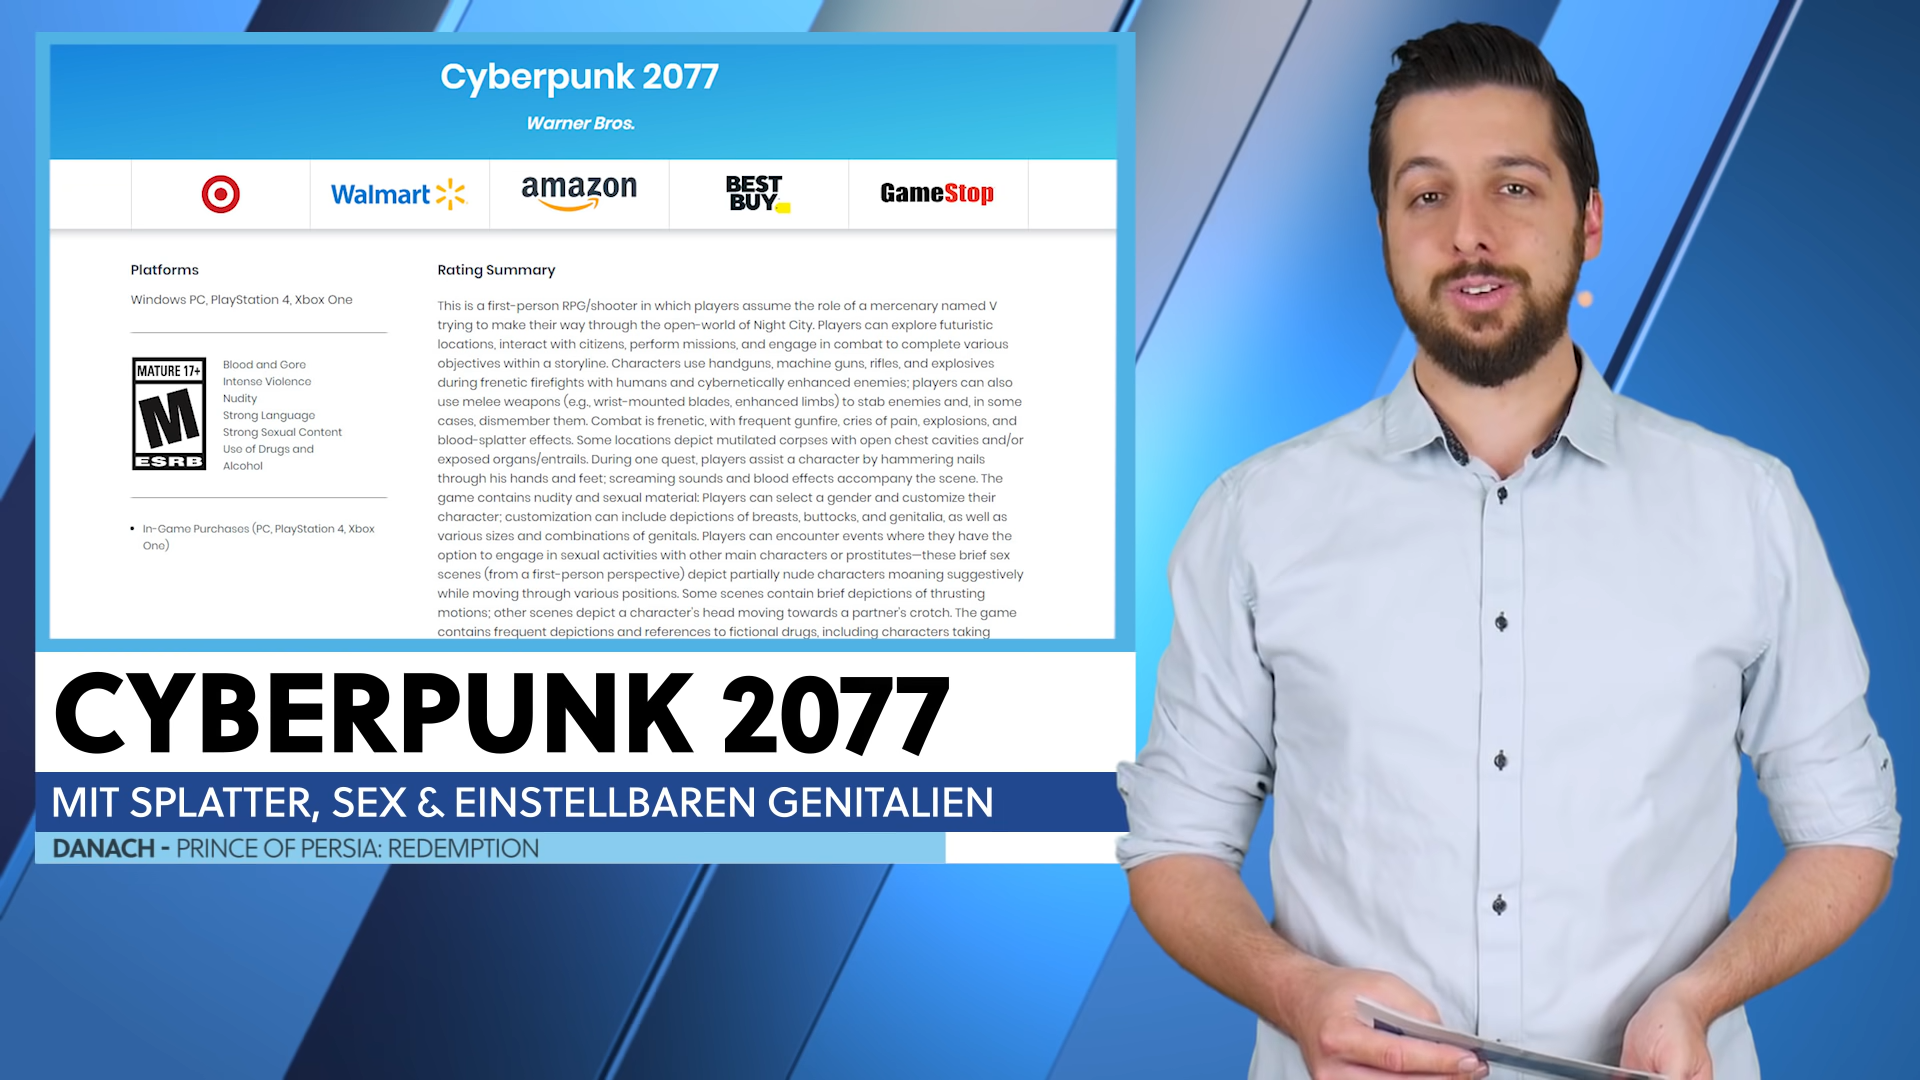 Cyberpunk 2077
Warner Bros.
Walmart
amazon
BEST
BUY
GameStop
Platforms
Windows PC, PlayStation 4, Xbox One
MATURE 17+
M
ESRB
Blood and Gore
Intense Violence
Nudity
Strong Language
Strong Sexual Content
Use of Drugs and
Alcohol
In-Game Purchases (PC, PlayStation 4, Xbox
One)
Rating Summary
This is a first-person RPG/shooter in which players assume the role of a mercenary named V
trying to make their way through the open-world of Night City. Players can explore futuristic
locations, interact with citizens, perform missions, and engage in combat to complete various
objectives within a storyline. Characters use handguns, machine guns, rifles, and explosives
during frenetic firefights with humans and cybernetically enhanced enemies; players can also
use melee weapons (e.g., wrist-mounted blades, enhanced limbs) to stab enemies and, in some
cases, dismember them. Combat is frenetic, with frequent gunfire, cries of pain, explosions, and
blood-splatter effects. Some locations depict mutilated corpses with open chest cavities and/or
exposed organs/entrails. During one quest, players assist a character by hammering nails
through his hands and feet; screaming sounds and blood effects accompany the scene. The
game contains nudity and sexual material: Players can select a gender and customize their
character; customization can include depictions of breasts, buttocks, and genitalia, as well as
various sizes and combinations of genitals. Players can encounter events where they have the
option to engage in sexual activities with other main characters or prostitutes—these brief sex
scenes (from a first-person perspective) depict partially nude characters moaning suggestively
while moving through various positions. Some scenes contain brief depictions of thrusting
motions; other scenes depict a character's head moving towards a partner's crotch. The game
contains frequent depictions and references to fictional drugs, including characters taking
CYBERPUNK 2077
MIT SPLATTER, SEX & EINSTELLBAREN GENITALIEN
DANACH - PRINCE OF PERSIA: REDEMPTION